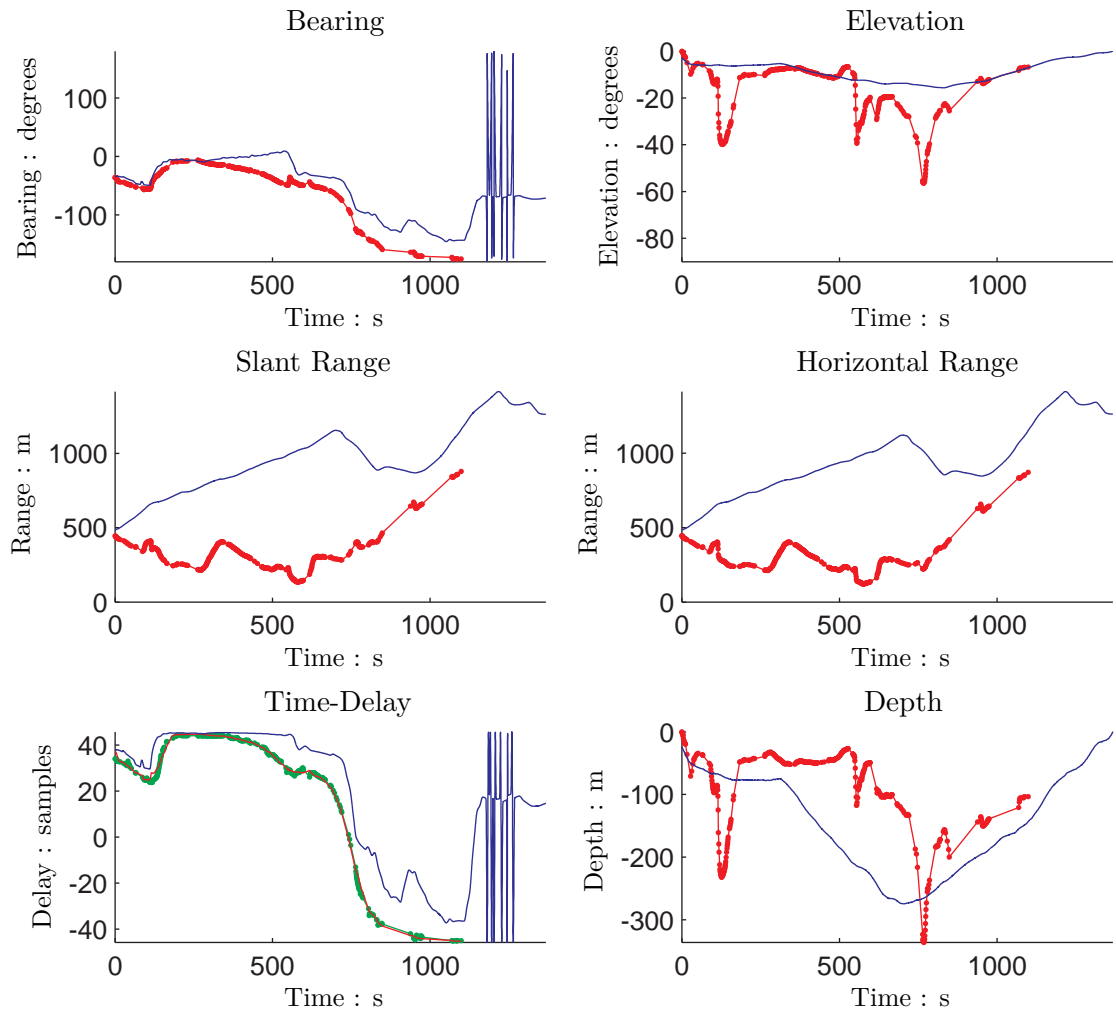 Bearing
Bearing : degrees
100
0
-100
0
500
1000
Time : s
Elevation
Elevation : degrees
0
-20
-40
-60
-80
0
500
1000
Time : s
Slant Range
Range : m
1000
500
0
0
500
1000
Time : s
Horizontal Range
Range : m
1000
500
0
0
500
1000
Time : s
Time-Delay
Delay : samples
40
20
0
-20
-40
0
500
1000
Time : s
Depth
Depth : m
0
-100
-200
-300
0
500
1000
Time : s